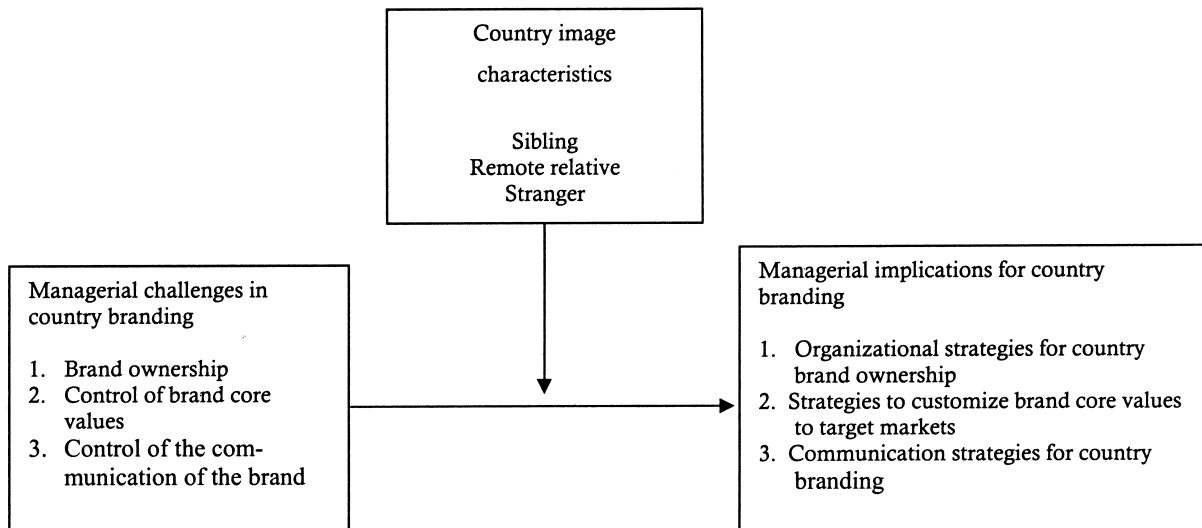 Country image
characteristics
Sibling
Remote relative
Stranger
Managerial challenges in
country branding
1. Brand ownership
2. Control of brand core
values
3. Control of the com-
munication of the brand
Managerial implications for country
branding
1. Organizational strategies for country
brand ownership
2. Strategies to customize brand core values
to target markets
3. Communication strategies for country
branding